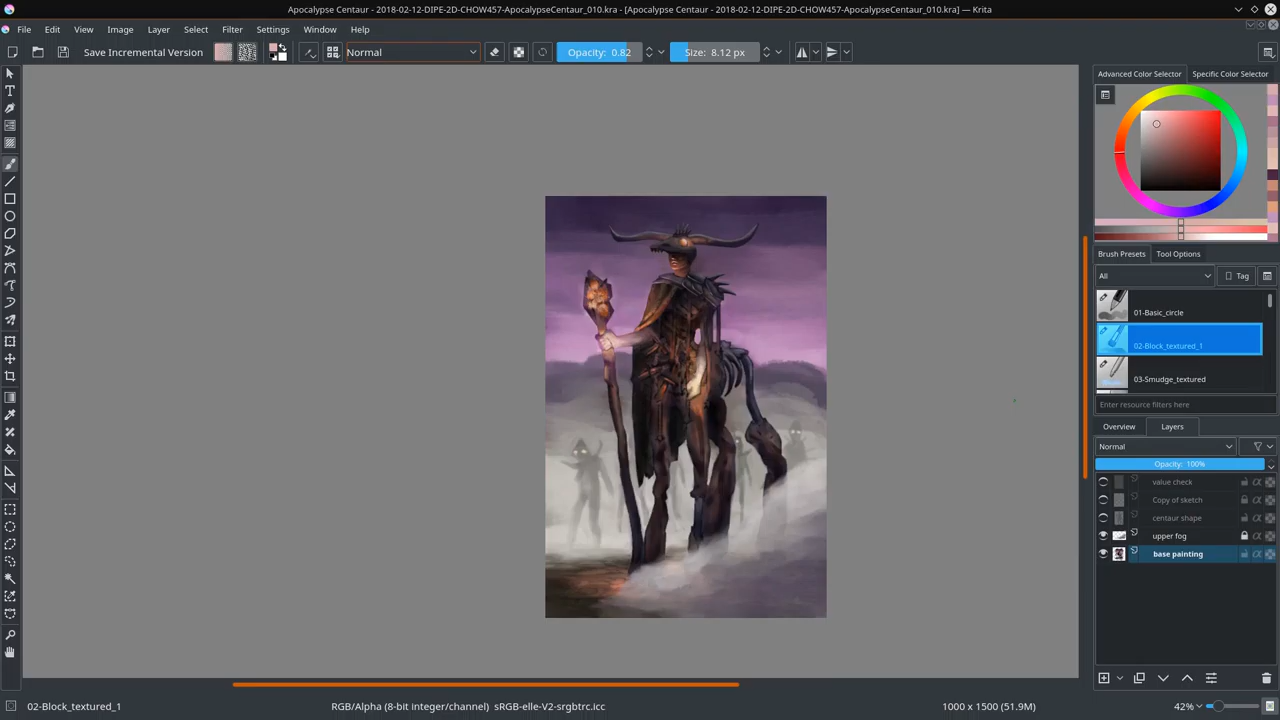 Apocalypse Centaur - 2018-02-12-DIPE-2D-CHOW457-ApocalypseCentaur_010.kra - [Apocalypse Centaur - 2018-02-12-DIPE-2D-CHOW457-ApocalypseCentaur_010.kra] — Krita
File Edit View Image Layer Select Filter Settings Window Help
Save Incremental Version Normal Opacity: 0.82 Size: 8.12 px
Advanced Color Selector Specific Color Selector
Brush Presets Tool Options
All Tag
01-Basic_circle
02-Block_textured_1
03-Smudge_textured
Enter resource filters here
Overview Layers
Normal
Opacity: 100%
value check
Copy of sketch
centaur shape
upper fog
base painting
02-Block_textured_1 RGB/Alpha (8-bit integer/channel) sRGB-elle-V2-srgbtrc.icc 1000 x 1500 (51.9M) 42%